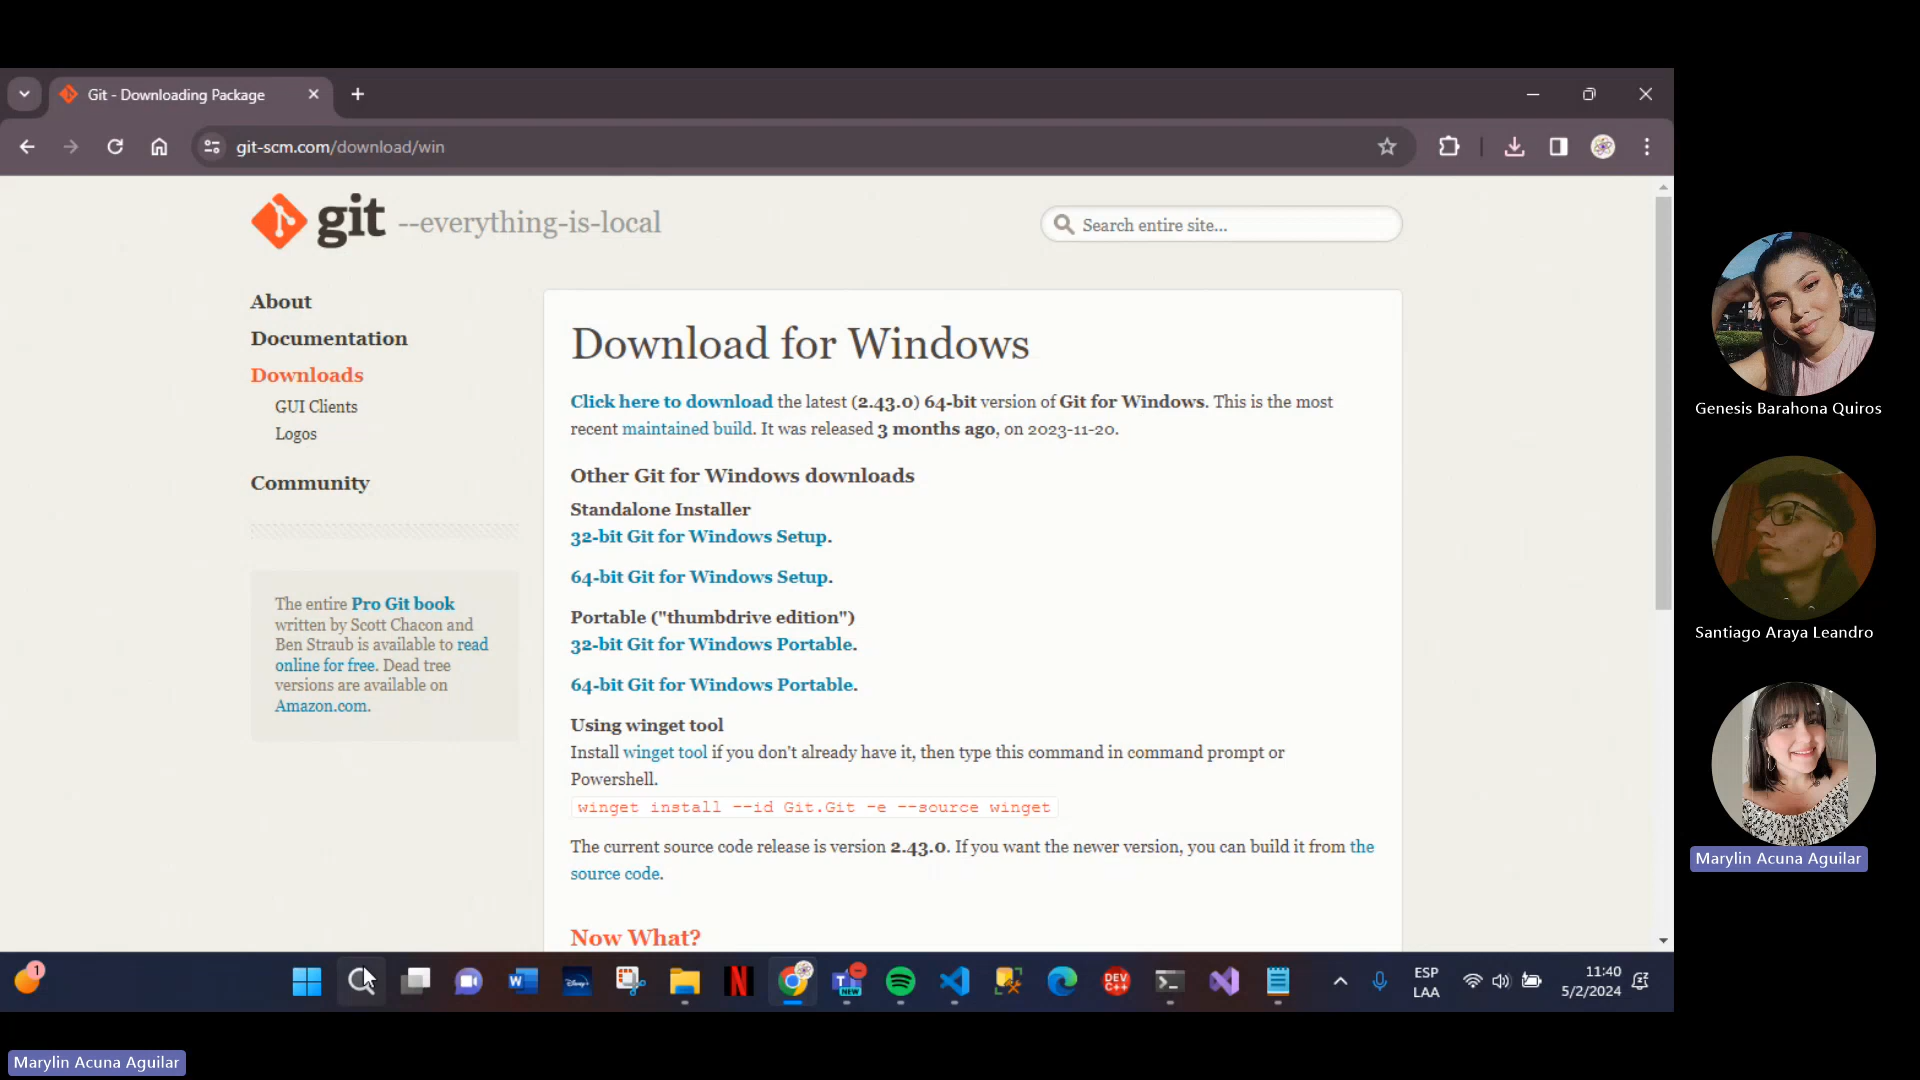 Git - Downloading Package
git-scm.com/download/win
git --everything-is-local
Search entire site...
About
Documentation
Downloads
GUI Clients
Logos
Community
The entire Pro Git book
written by Scott Chacon and
Ben Straub is available to read
online for free. Dead tree
versions are available on
Amazon.com.
Download for Windows
Click here to download the latest (2.43.0) 64-bit version of Git for Windows. This is the most
recent maintained build. It was released 3 months ago, on 2023-11-20.
Other Git for Windows downloads
Standalone Installer
32-bit Git for Windows Setup.
64-bit Git for Windows Setup.
Portable ("thumbdrive edition")
32-bit Git for Windows Portable.
64-bit Git for Windows Portable.
Using winget tool
Install winget tool if you don't already have it, then type this command in command prompt or
Powershell.
winget install --id Git.Git -e --source winget
The current source code release is version 2.43.0. If you want the newer version, you can build it from the
source code.
Now What?
Genesis Barahona Quiros
Santiago Araya Leandro
Marylin Acuna Aguilar
1
W
Disney+
N
T
NEW
DEV
C++
ESP
LAA
11:40
5/2/2024
Marylin Acuna Aguilar